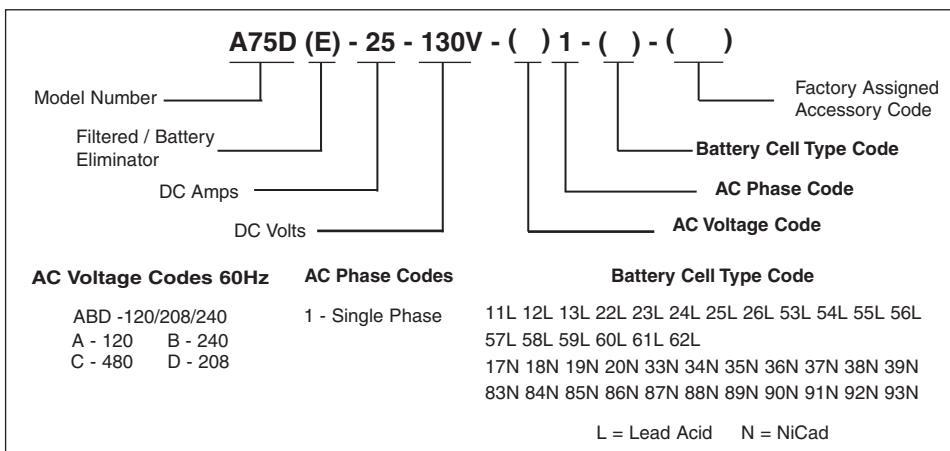 A75D (E) - 25 - 130V - ( ) 1 - ( ) - ( )
Model Number
Factory Assigned
Accessory Code
Filtered / Battery
Eliminator
Battery Cell Type Code
DC Amps
AC Phase Code
DC Volts
AC Voltage Code
AC Voltage Codes 60Hz
ABD -120/208/240
A - 120 B - 240
C - 480 D - 208
AC Phase Codes
1 - Single Phase
Battery Cell Type Code
11L 12L 13L 22L 23L 24L 25L 26L 53L 54L 55L 56L
57L 58L 59L 60L 61L 62L
17N 18N 19N 20N 33N 34N 35N 36N 37N 38N 39N
83N 84N 85N 86N 87N 88N 89N 90N 91N 92N 93N
L = Lead Acid N = NiCad